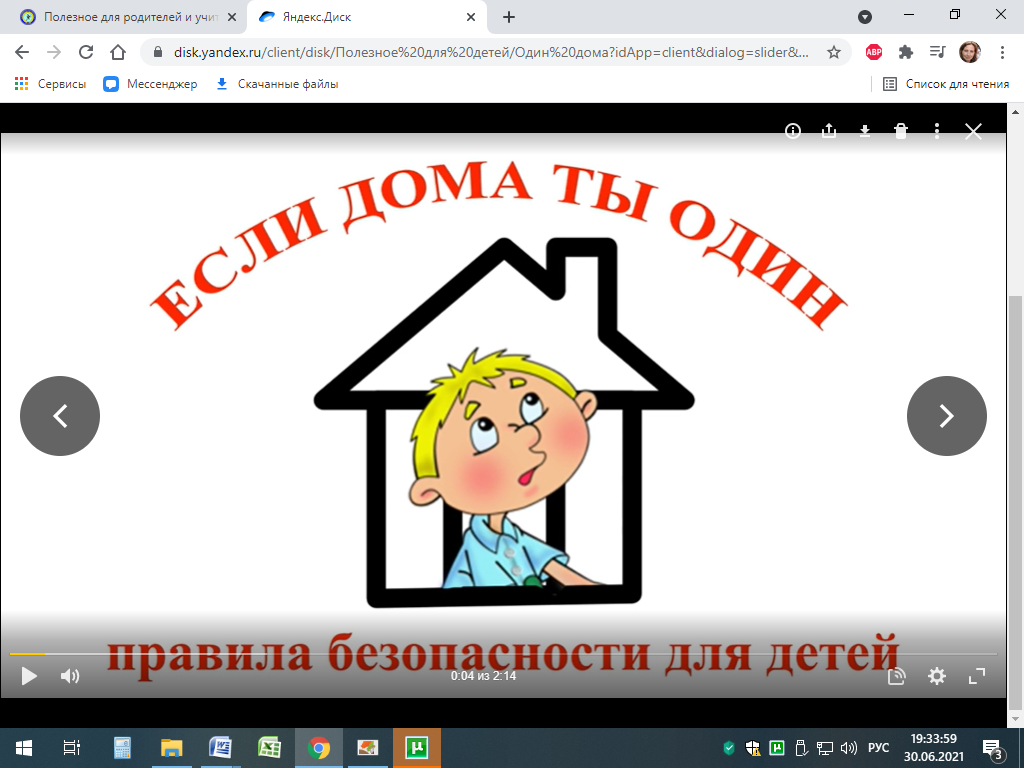 Полезное для родителей и учит
Яндекс.Диск
disk.yandex.ru/client/disk/Полезное%20для%20детей/Один%20дома?idApp=client&dialog=slider&...
ABP
Сервисы
Мессенджер
Скачанные файлы
Список для чтения
ЕСЛИ ДОМА ТЫ ОДИН
правила безопасности для детей
0:04 из 2:14
РУС
19:33:59
30.06.2021
3